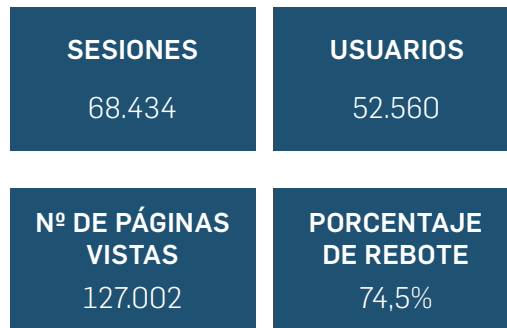 SESIONES
68.434
USUARIOS
52.560
Nº DE PÁGINAS
VISTAS
127.002
PORCENTAJE
DE REBOTE
74,5%